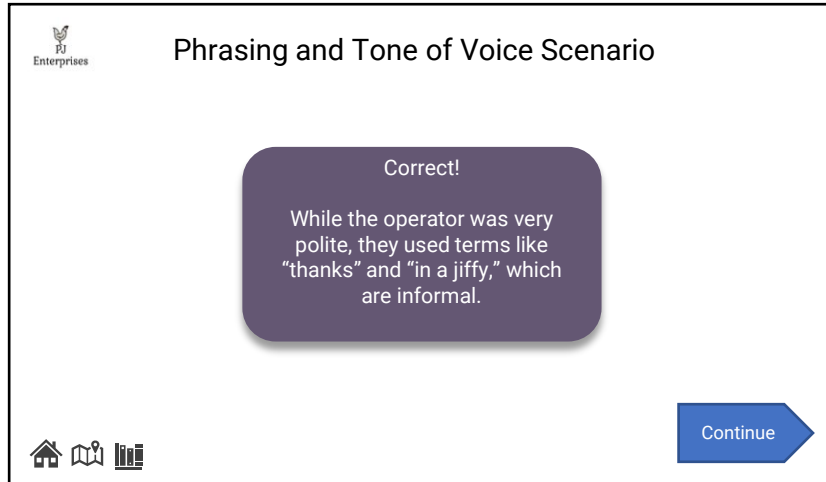 PJ
Enterprises
Phrasing and Tone of Voice Scenario
Correct!
While the operator was very
polite, they used terms like
“thanks” and “in a jiffy,” which
are informal.
Continue